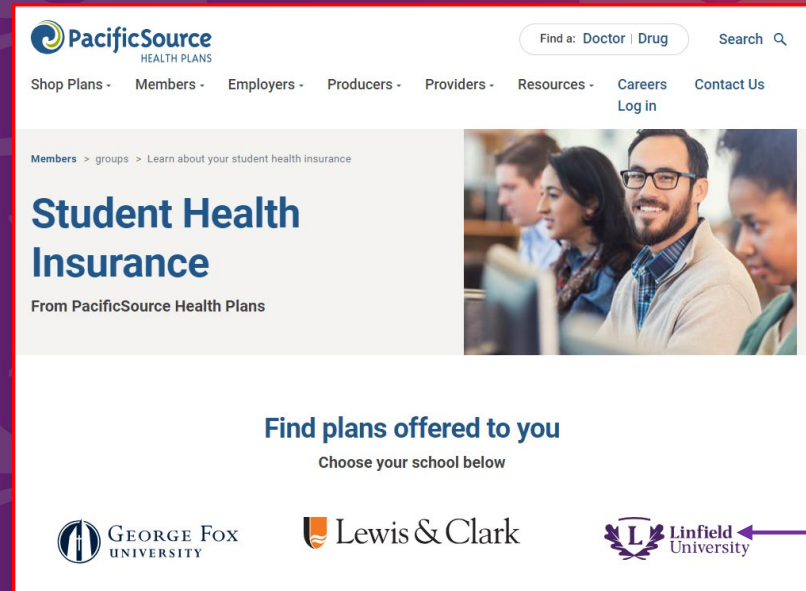 PacificSource
HEALTH PLANS
Find a: Doctor | Drug
Search
Shop Plans - Members - Employers - Producers - Providers - Resources - Careers Contact Us
Log in
Members > groups > Learn about your student health insurance
Student Health
Insurance
From PacificSource Health Plans
Find plans offered to you
Choose your school below
GEORGE FOX
UNIVERSITY
Lewis & Clark
L
Linfield
University